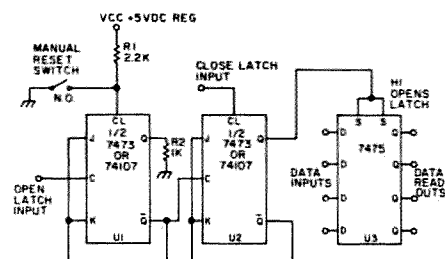 VCC +5VDC REG
MANUAL
RESET
SWITCH
N.O.
R1
2.2K
CLOSE LATCH
INPUT
HI
OPENS
LATCH
CL
1/2
7473
OR
74107
J
Q
C
K
Q̅
U1
R2
1K
OPEN
LATCH
INPUT
CL
1/2
7473
OR
74107
J
Q
C
K
Q̅
U2
S S
7475
D Q
D Q
D Q
D Q
U3
DATA
INPUTS
DATA
READ
OUTS